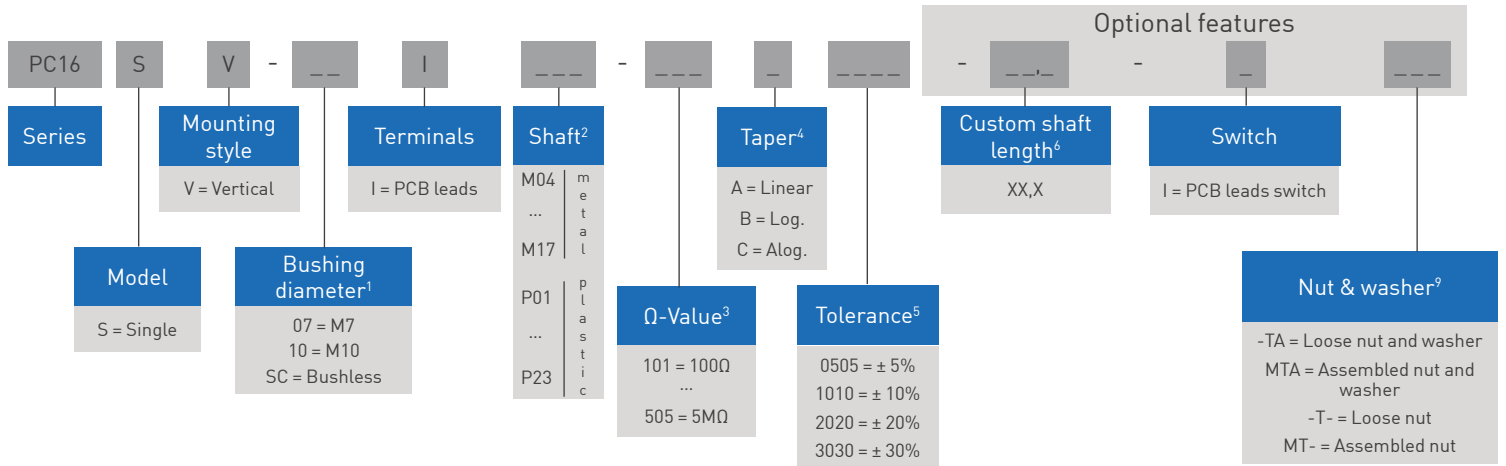 Optional features
PC16 S V - _ _ I _ _ _ - _ _ _ _ _ _ _ _ - _ _,_ - _ _ _ _
Series
Mounting
style
V = Vertical
Terminals
I = PCB leads
Shaft²
M04
...
M17
metal
P01
...
P23
plastic
Taper⁴
A = Linear
B = Log.
C = Alog.
Custom shaft
length⁶
XX,X
Switch
I = PCB leads switch
Model
S = Single
Bushing
diameter¹
07 = M7
10 = M10
SC = Bushless
Ω-Value³
101 = 100Ω
...
505 = 5MΩ
Tolerance⁵
0505 = ± 5%
1010 = ± 10%
2020 = ± 20%
3030 = ± 30%
Nut & washer⁹
-TA = Loose nut and washer
MTA = Assembled nut and
washer
-T- = Loose nut
MT- = Assembled nut